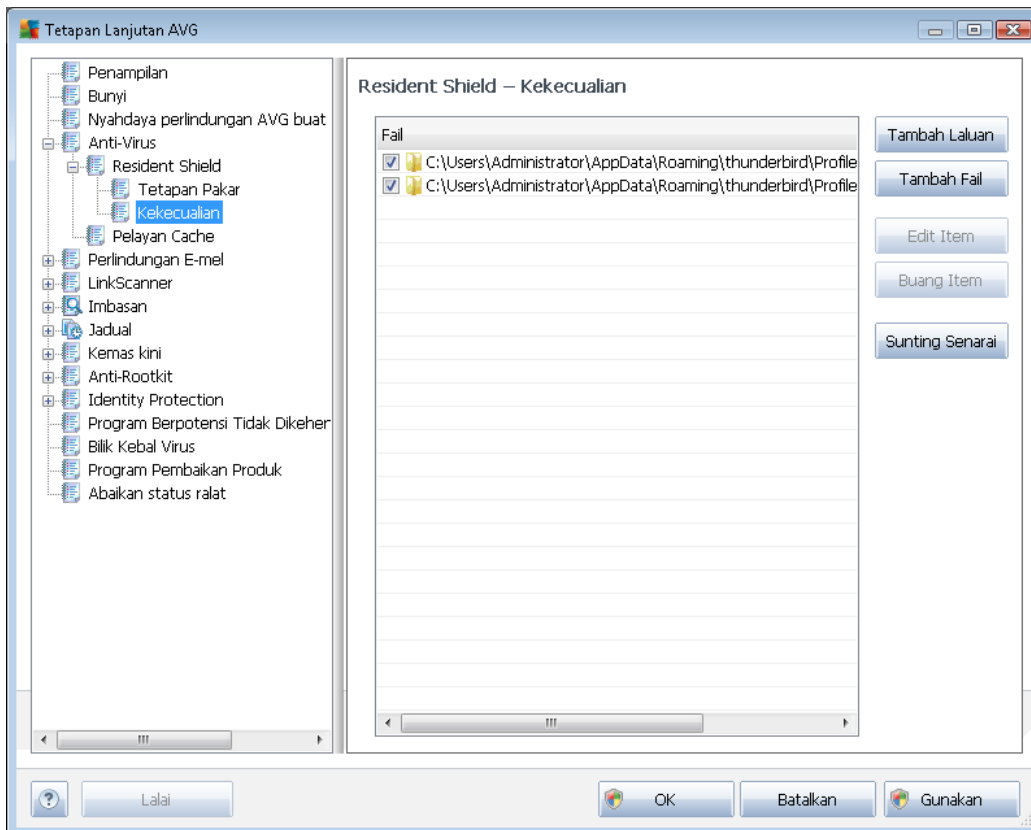 Tetapan Lanjutan AVG
Penampilan
Bunyi
Nyahdaya perlindungan AVG buat
Anti-Virus
Resident Shield
Tetapan Pakar
Kekecualian
Pelayan Cache
Perlindungan E-mel
LinkScanner
Imbasan
Jadual
Kemas kini
Anti-Rootkit
Identity Protection
Program Berpotensi Tidak Dikeher
Bilik Kebal Virus
Program Pembaikan Produk
Abaikan status ralat
Resident Shield – Kekecualian
Fail
C:\Users\Administrator\AppData\Roaming\thunderbird\Profile
C:\Users\Administrator\AppData\Roaming\thunderbird\Profile
Tambah Laluan
Tambah Fail
Edit Item
Buang Item
Sunting Senarai
?
Lalai
OK
Batalkan
Gunakan